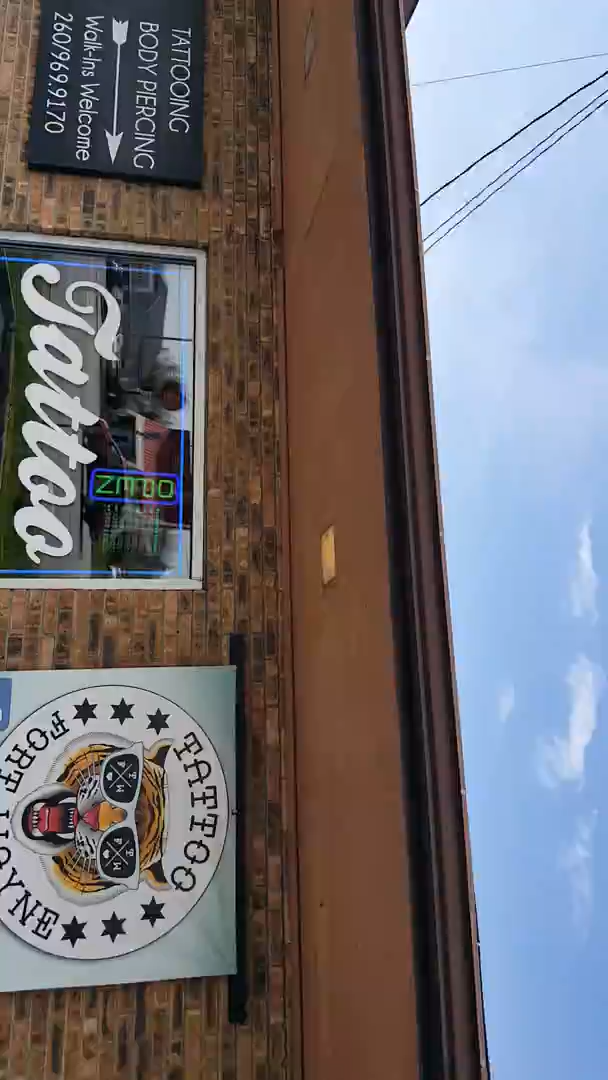 TATTOOING
BODY PIERCING
Walk-Ins Welcome
260/969.9170
Tattoo
OPEN
TATTOO
FORT WAYNE
T
F W
T
F M